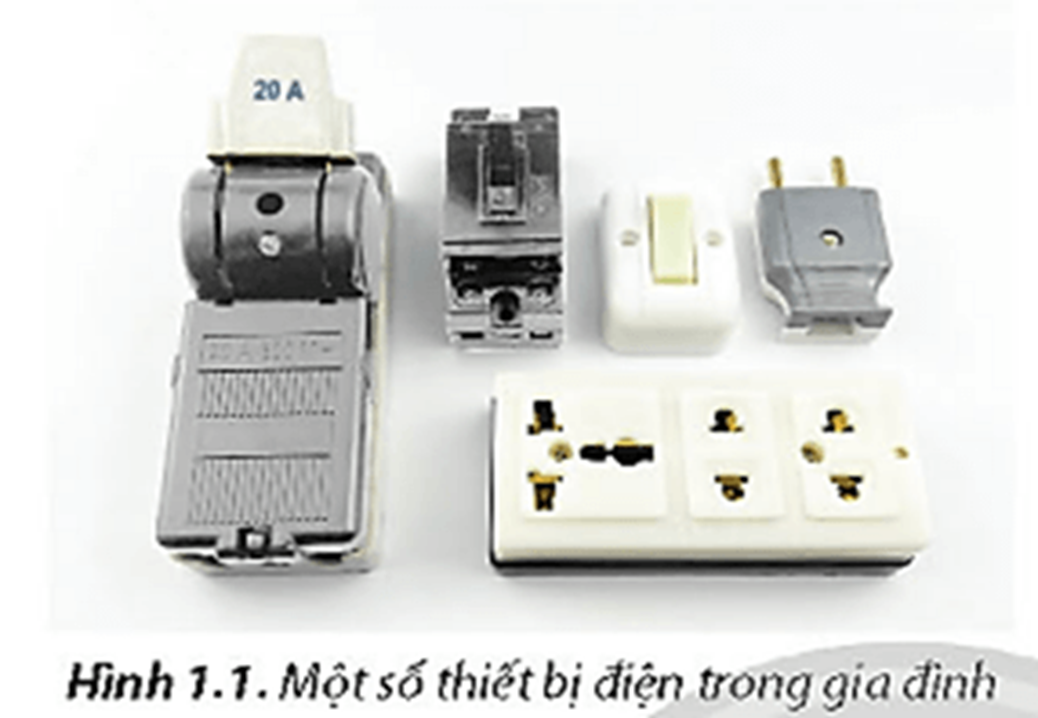 20 A
Hình 1.1. Một số thiết bị điện trong gia đình